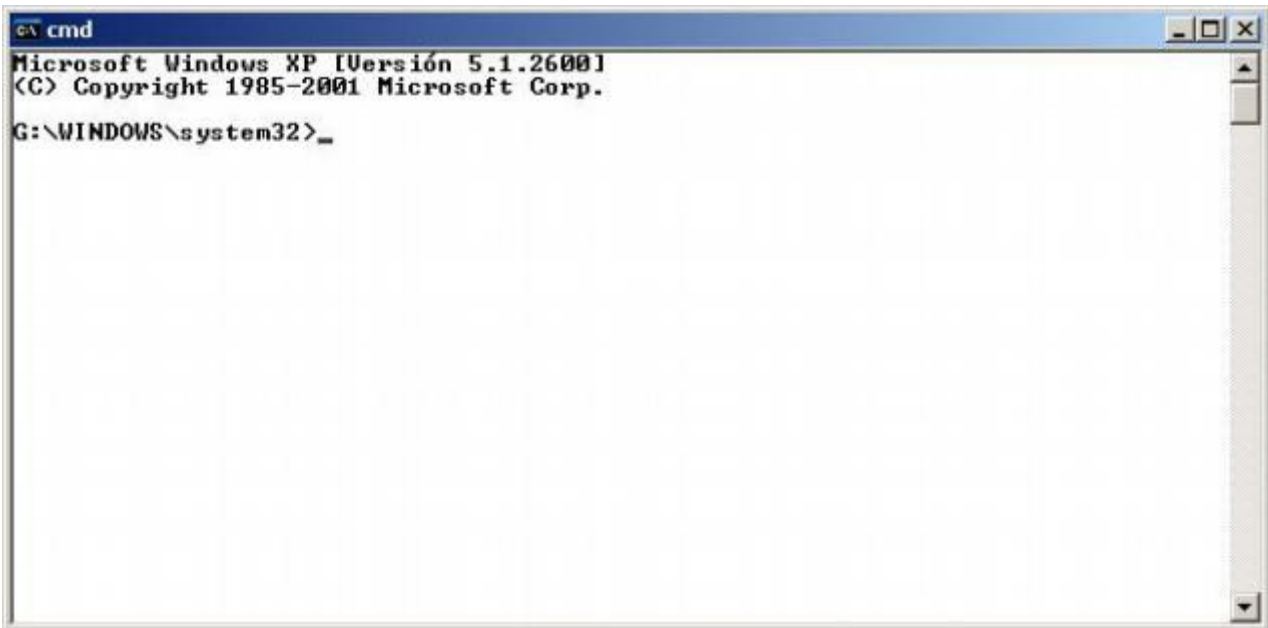 cmd
Microsoft Windows XP [Versión 5.1.2600]
(C) Copyright 1985-2001 Microsoft Corp.
G:\WINDOWS\system32>_